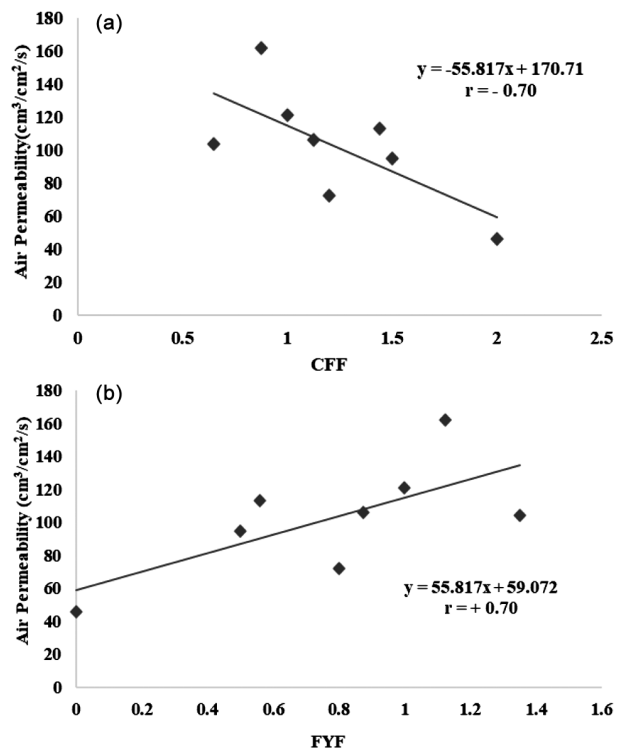 (a)
180
160
140
120
100
80
60
40
20
0
Air Permeability(cm³/cm²/s)
y = -55.817x + 170.71
r = - 0.70
0 0.5 1 1.5 2 2.5
CFF
(b)
180
160
140
120
100
80
60
40
20
0
Air Permeability (cm³/cm²/s)
y = 55.817x + 59.072
r = + 0.70
0 0.2 0.4 0.6 0.8 1 1.2 1.4 1.6
FYF